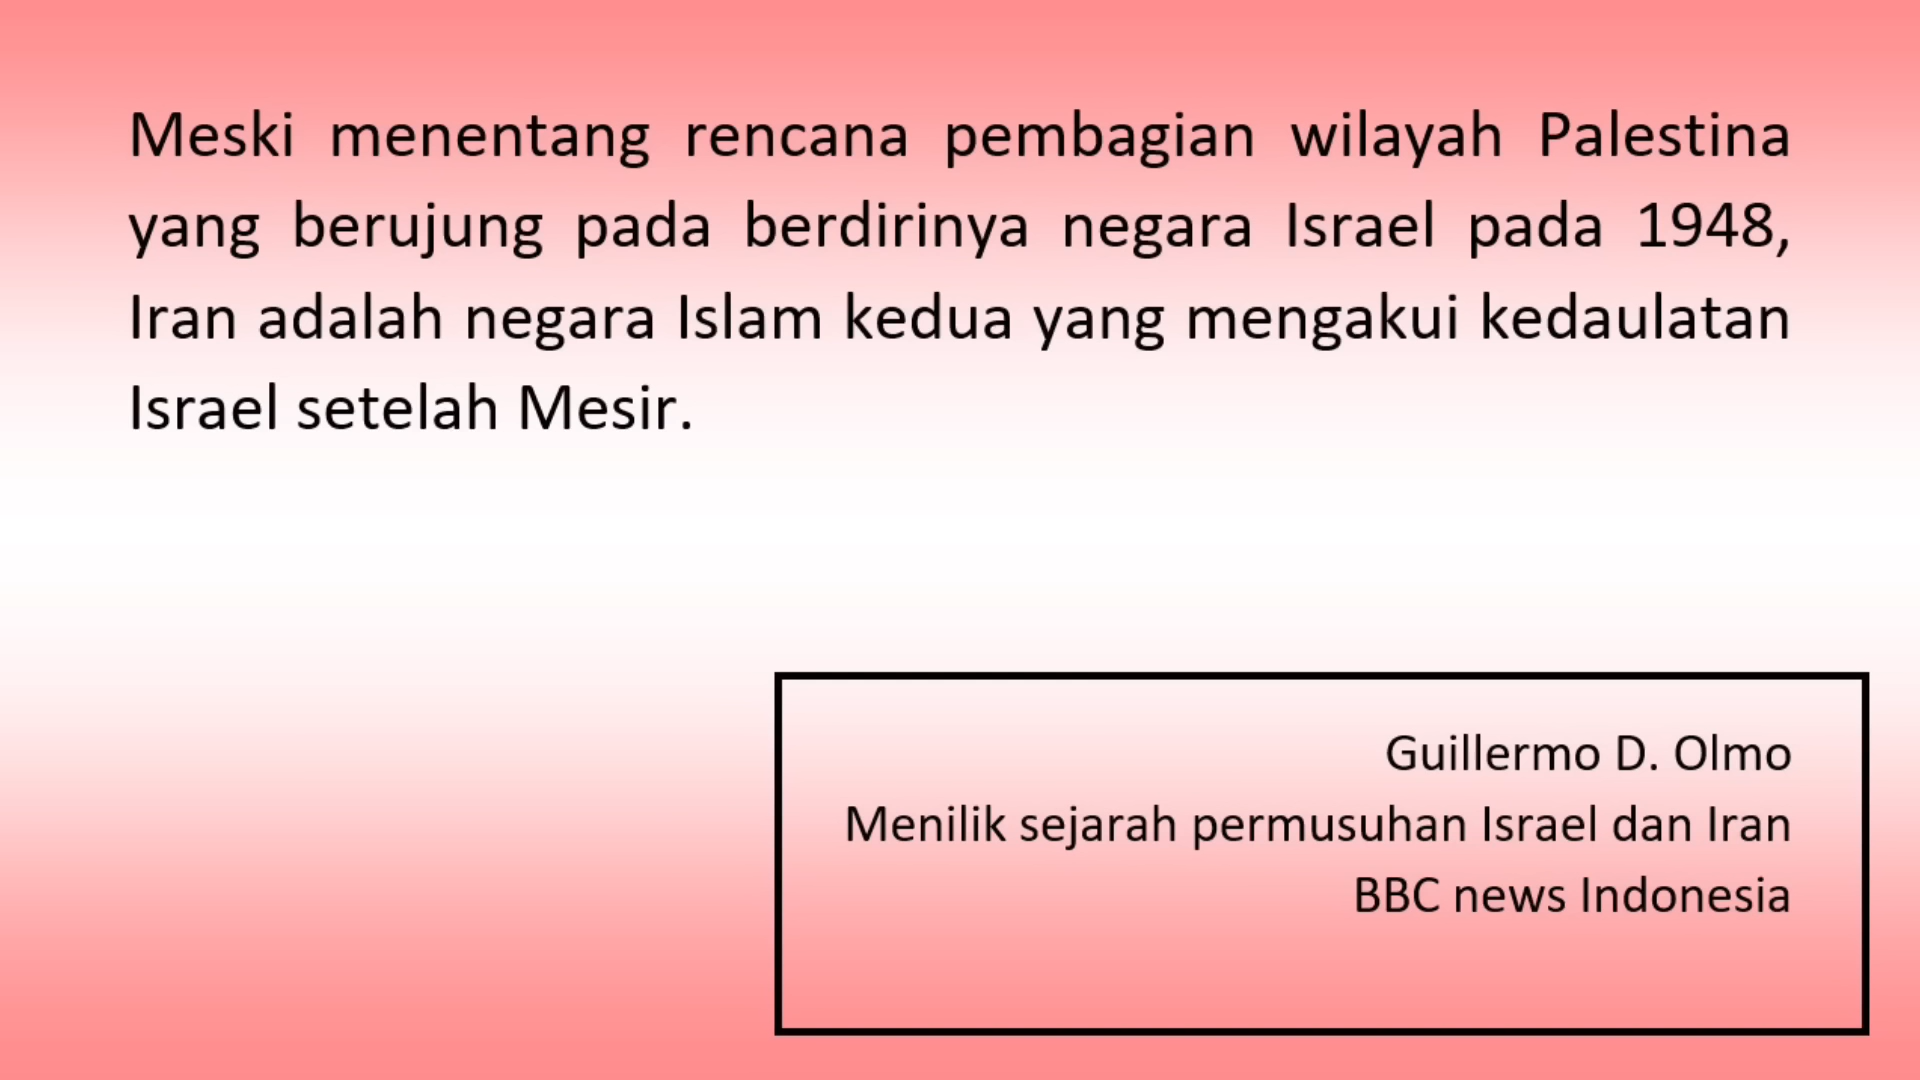 Meski menentang rencana pembagian wilayah Palestina
yang berujung pada berdirinya negara Israel pada 1948,
Iran adalah negara Islam kedua yang mengakui kedaulatan
Israel setelah Mesir.
Guillermo D. Olmo
Menilik sejarah permusuhan Israel dan Iran
BBC news Indonesia